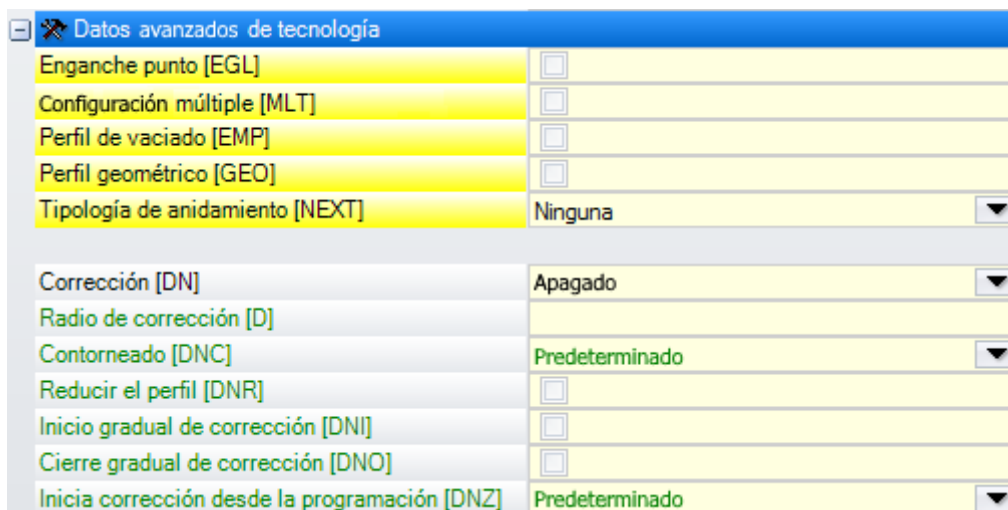 Datos avanzados de tecnología
Enganche punto [EGL]
Configuración múltiple [MLT]
Perfil de vaciado [EMP]
Perfil geométrico [GEO]
Tipología de anidamiento [NEXT] Ninguna
Corrección [DN] Apagado
Radio de corrección [D]
Contorneado [DNC] Predeterminado
Reducir el perfil [DNR]
Inicio gradual de corrección [DNI]
Cierre gradual de corrección [DNO]
Inicia corrección desde la programación [DNZ] Predeterminado